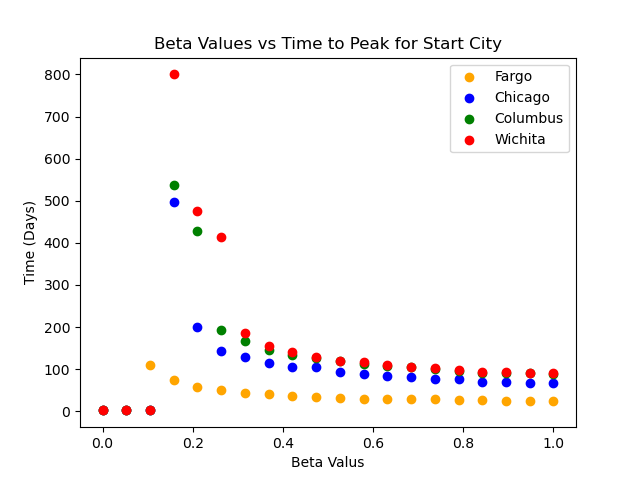 Beta Values vs Time to Peak for Start City
Fargo
Chicago
Columbus
Wichita
800
700
600
500
400
300
200
100
0
Time (Days)
0.0 0.2 0.4 0.6 0.8 1.0
Beta Valus